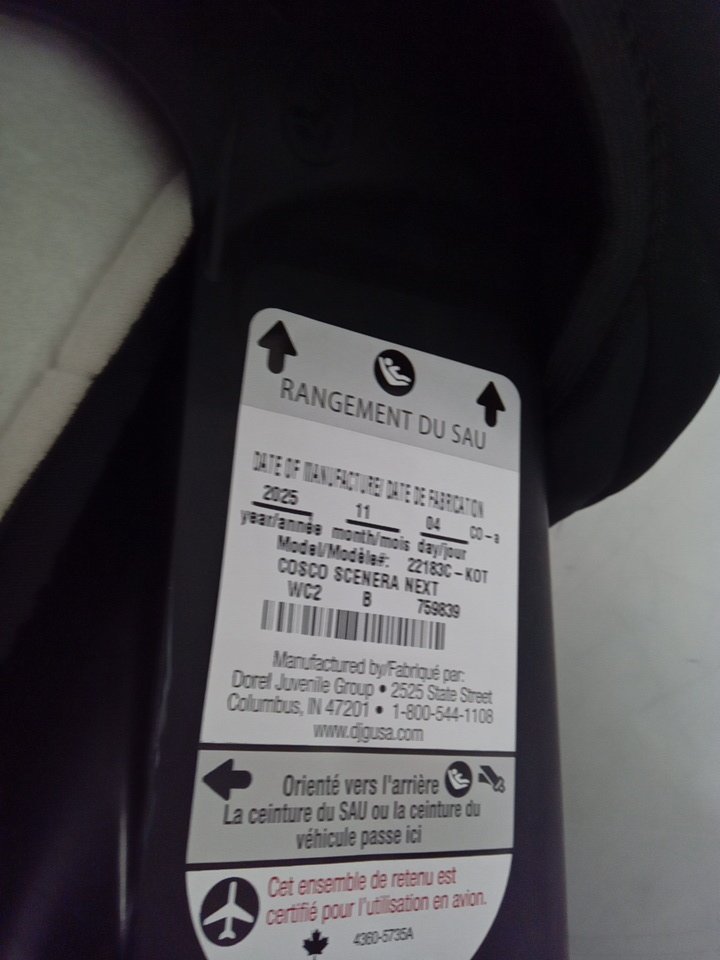 RANGEMENT DU SAU
DATE OF MANUFACTURE/ DATE DE FABRICATION
2025 11 04 CO-a
year/année month/mois day/jour
Model/Modèle#: 22183C-KOT
COSCO SCENERA NEXT
WC2 B 759839
Manufactured by/Fabriqué par:
Dorel Juvenile Group • 2525 State Street
Columbus, IN 47201 • 1-800-544-1108
www.djgusa.com
Orienté vers l'arrière
La ceinture du SAU ou la ceinture du
véhicule passe ici
Cet ensemble de retenu est
certifié pour l'utilisation en avion.
4360-5735A